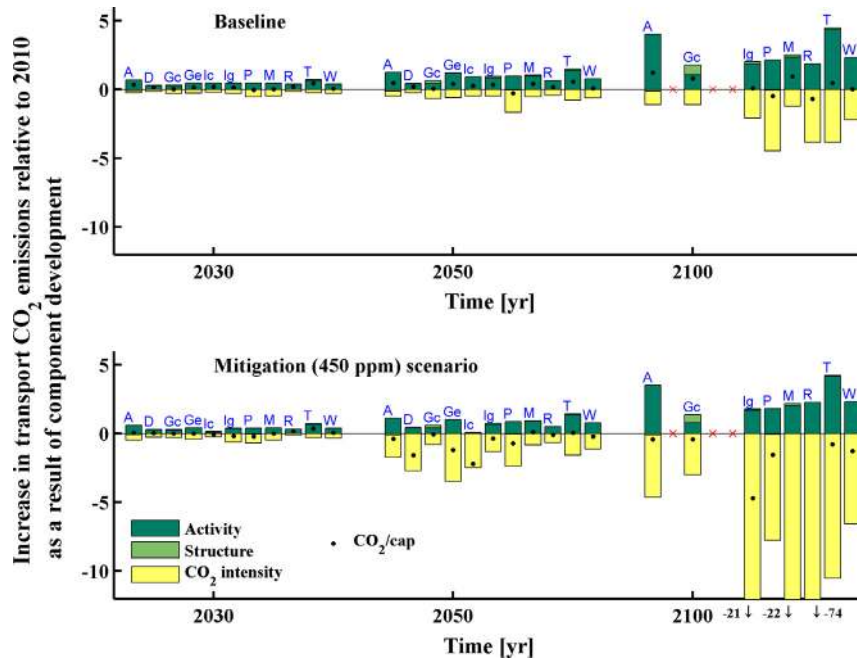 Increase in transport CO2 emissions relative to 2010
as a result of component development
Baseline
5
0
-5
-10
A D Gc Ge Ic Ig P M R T W
A D Gc Ge Ig Ic P M T R W
A × Gc × × Ig P M R T W
2030 2050 2100
Time [yr]
Mitigation (450 ppm) scenario
5
0
-5
-10
A D Gc Ge Ic Ig P M R T W
A D Gc Ge Ic Ig P M R T W
A × Gc × × Ig P M R T W
Activity
Structure
CO2 intensity
CO2/cap
-21 ↓ -22 ↓ ↓ -74
2030 2050 2100
Time [yr]